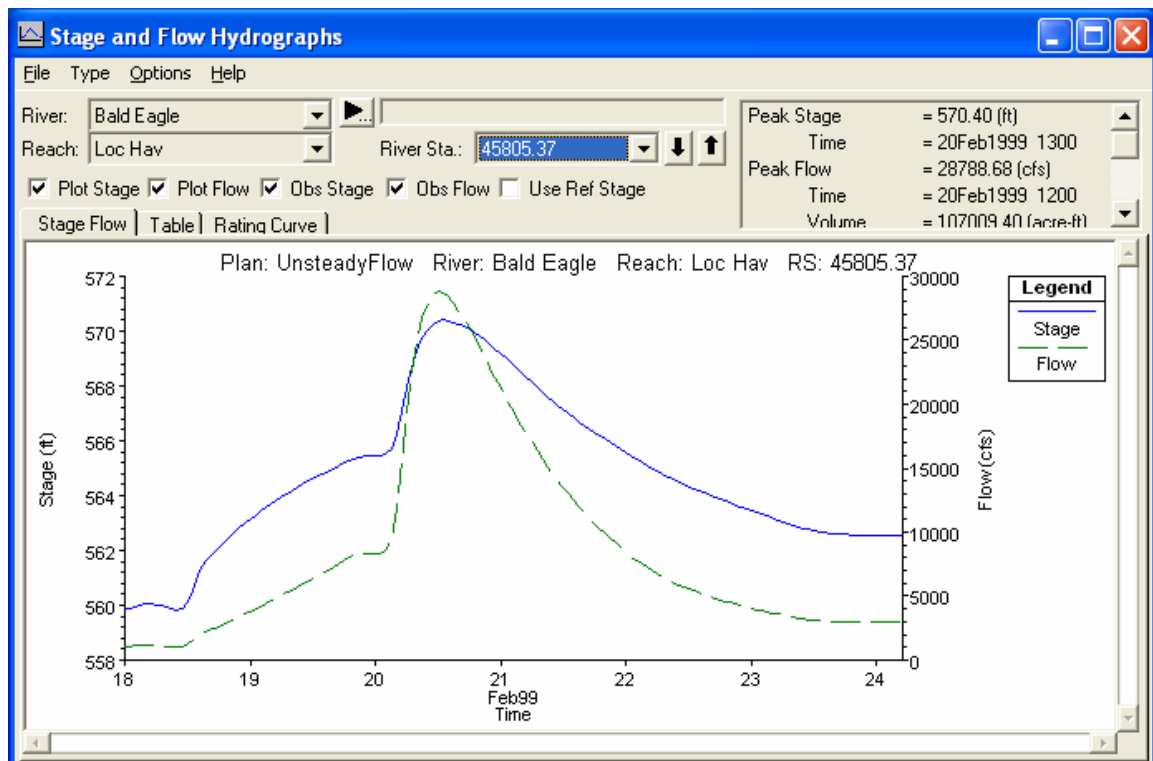 Stage and Flow Hydrographs
File Type Options Help
River: Bald Eagle ...
Reach: Loc Hav River Sta.: 45805.37
Plot Stage Plot Flow Obs Stage Obs Flow Use Ref Stage
Peak Stage = 570.40 (ft)
Time = 20Feb1999 1300
Peak Flow = 28788.68 (cfs)
Time = 20Feb1999 1200
Volume = 107009.40 (acre-ft)
Stage Flow Table Rating Curve
Plan: UnsteadyFlow River: Bald Eagle Reach: Loc Hav RS: 45805.37
572
570
568
566
564
562
560
558
Stage (ft)
18 19 20 21 22 23 24
Feb99
Time
30000
25000
20000
15000
10000
5000
0
Flow (cfs)
Legend
Stage
Flow